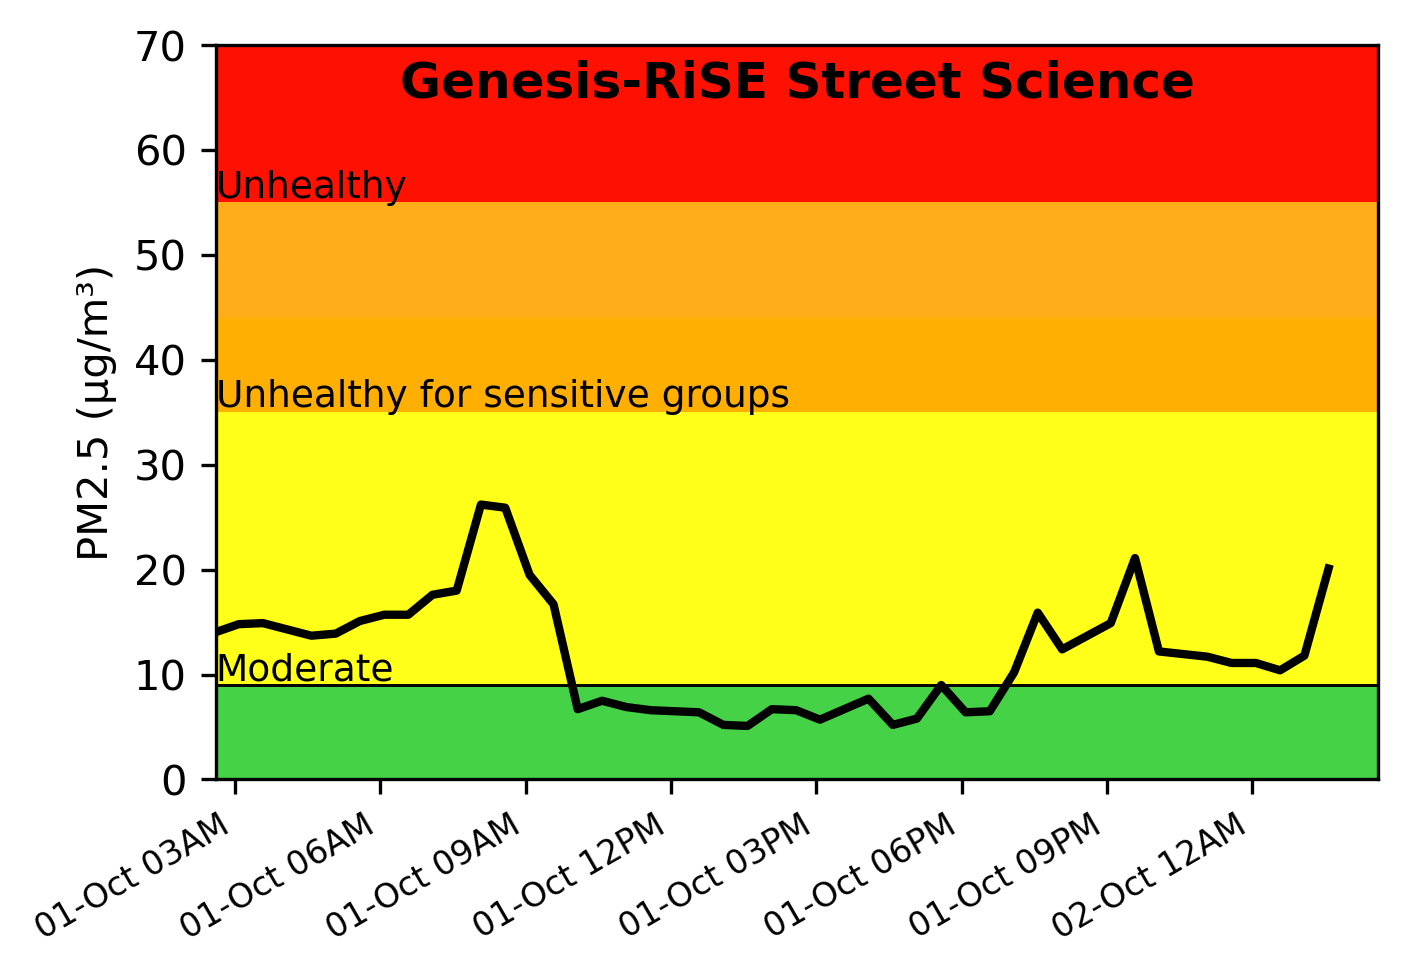 Genesis-RiSE Street Science
PM2.5 (µg/m³)
70
60
Unhealthy
50
40
Unhealthy for sensitive groups
30
20
10
Moderate
0
01-Oct 03AM
01-Oct 06AM
01-Oct 09AM
01-Oct 12PM
01-Oct 03PM
01-Oct 06PM
01-Oct 09PM
02-Oct 12AM